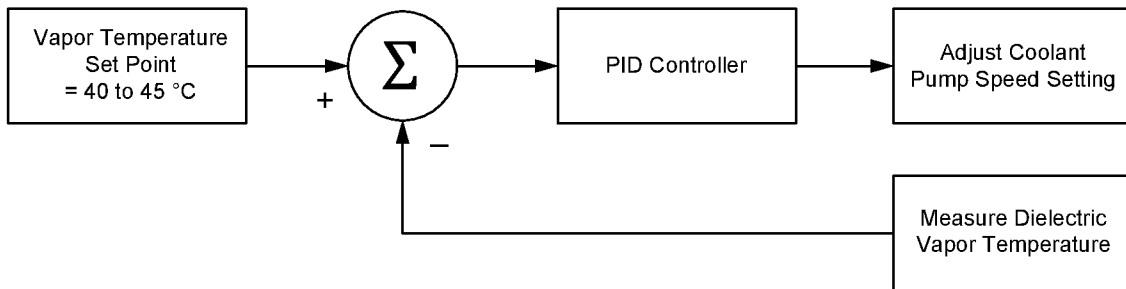 Vapor Temperature
Set Point
= 40 to 45 °C
+
Σ
−
PID Controller
Adjust Coolant
Pump Speed Setting
Measure Dielectric
Vapor Temperature